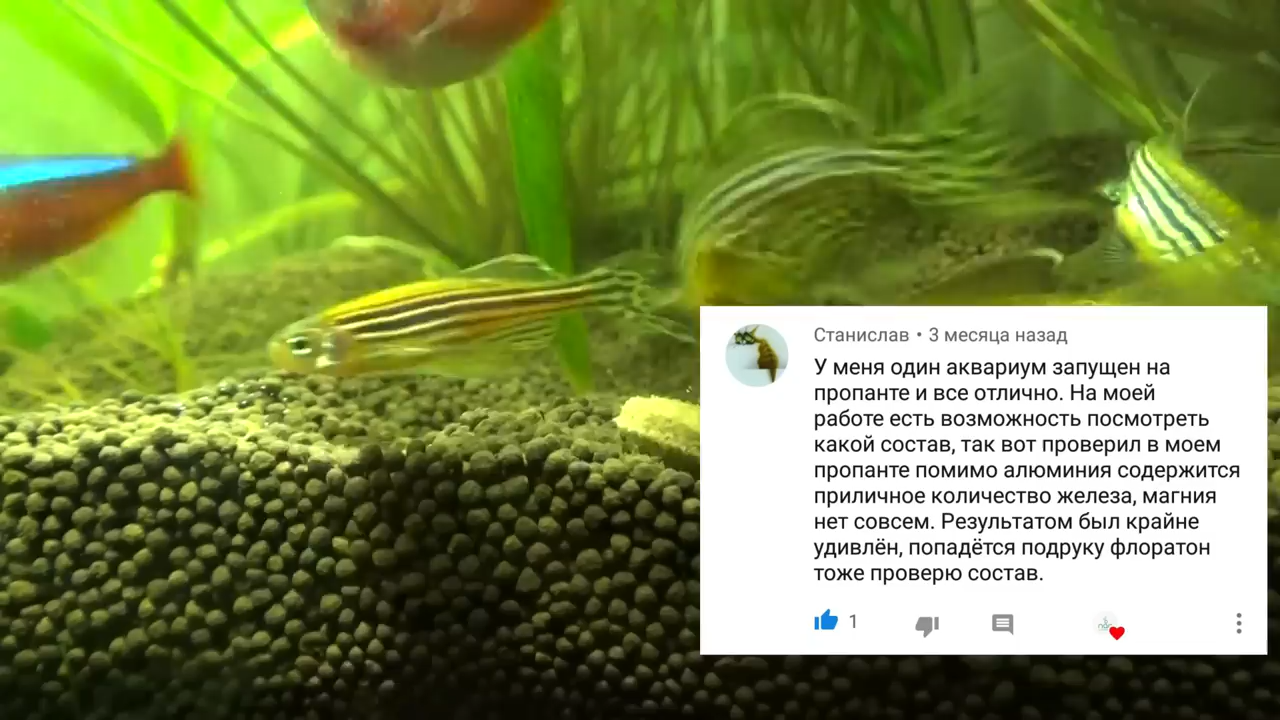 Станислав • 3 месяца назад
У меня один аквариум запущен на
пропанте и все отлично. На моей
работе есть возможность посмотреть
какой состав, так вот проверил в моем
пропанте помимо алюминия содержится
приличное количество железа, магния
нет совсем. Результатом был крайне
удивлён, попадётся подруку флоратон
тоже проверю состав.
1